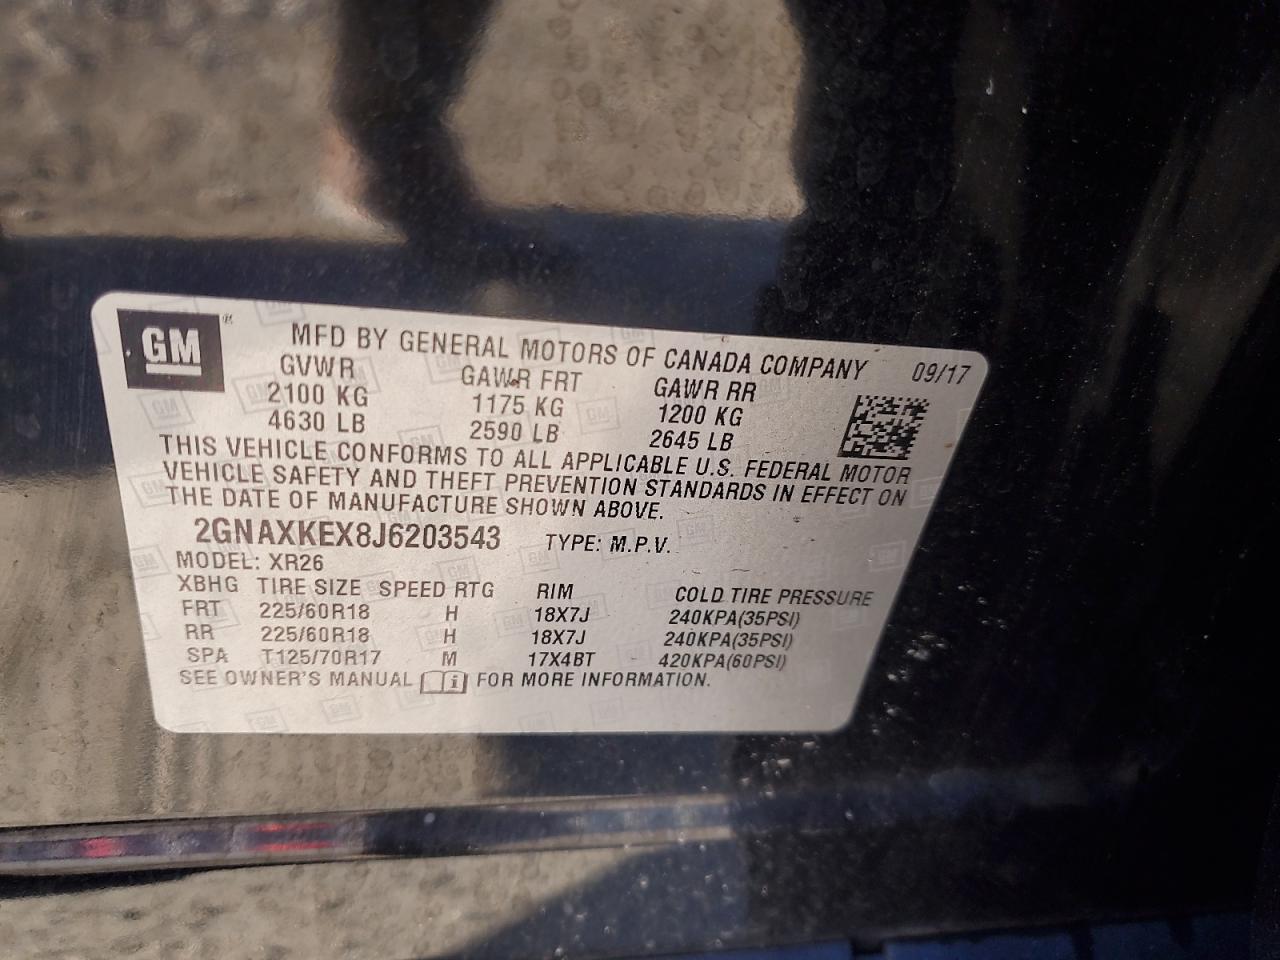 GM®
MFD BY GENERAL MOTORS OF CANADA COMPANY 09/17
GVWR GAWR FRT GAWR RR
2100 KG 1175 KG 1200 KG
4630 LB 2590 LB 2645 LB
THIS VEHICLE CONFORMS TO ALL APPLICABLE U.S. FEDERAL MOTOR
VEHICLE SAFETY AND THEFT PREVENTION STANDARDS IN EFFECT ON
THE DATE OF MANUFACTURE SHOWN ABOVE.
2GNAXKEX8J6203543 TYPE: M.P.V.
MODEL: XR26
XBHG TIRE SIZE SPEED RTG RIM COLD TIRE PRESSURE
FRT 225/60R18 H 18X7J 240KPA(35PSI)
RR 225/60R18 H 18X7J 240KPA(35PSI)
SPA T125/70R17 M 17X4BT 420KPA(60PSI)
SEE OWNER'S MANUAL i FOR MORE INFORMATION.